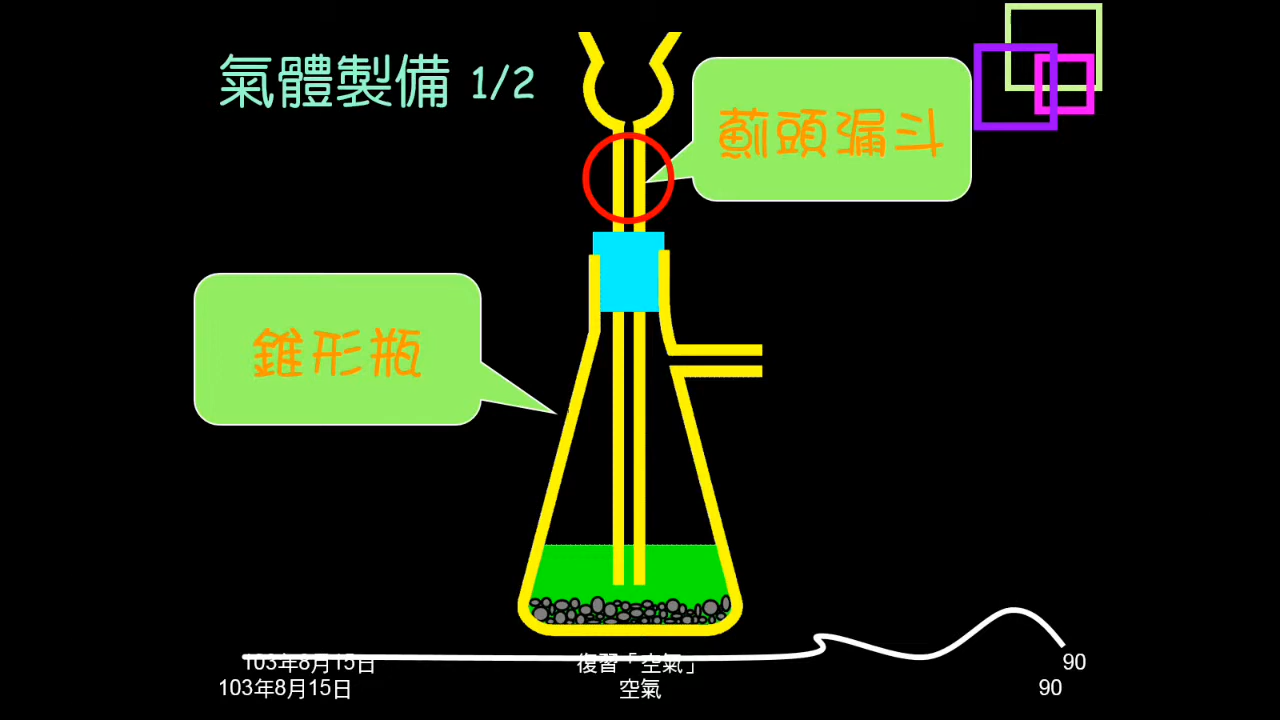 氣體製備 1/2
薊頭漏斗
錐形瓶
103年8月15日
復習「空氣」
90
103年8月15日
空氣
90